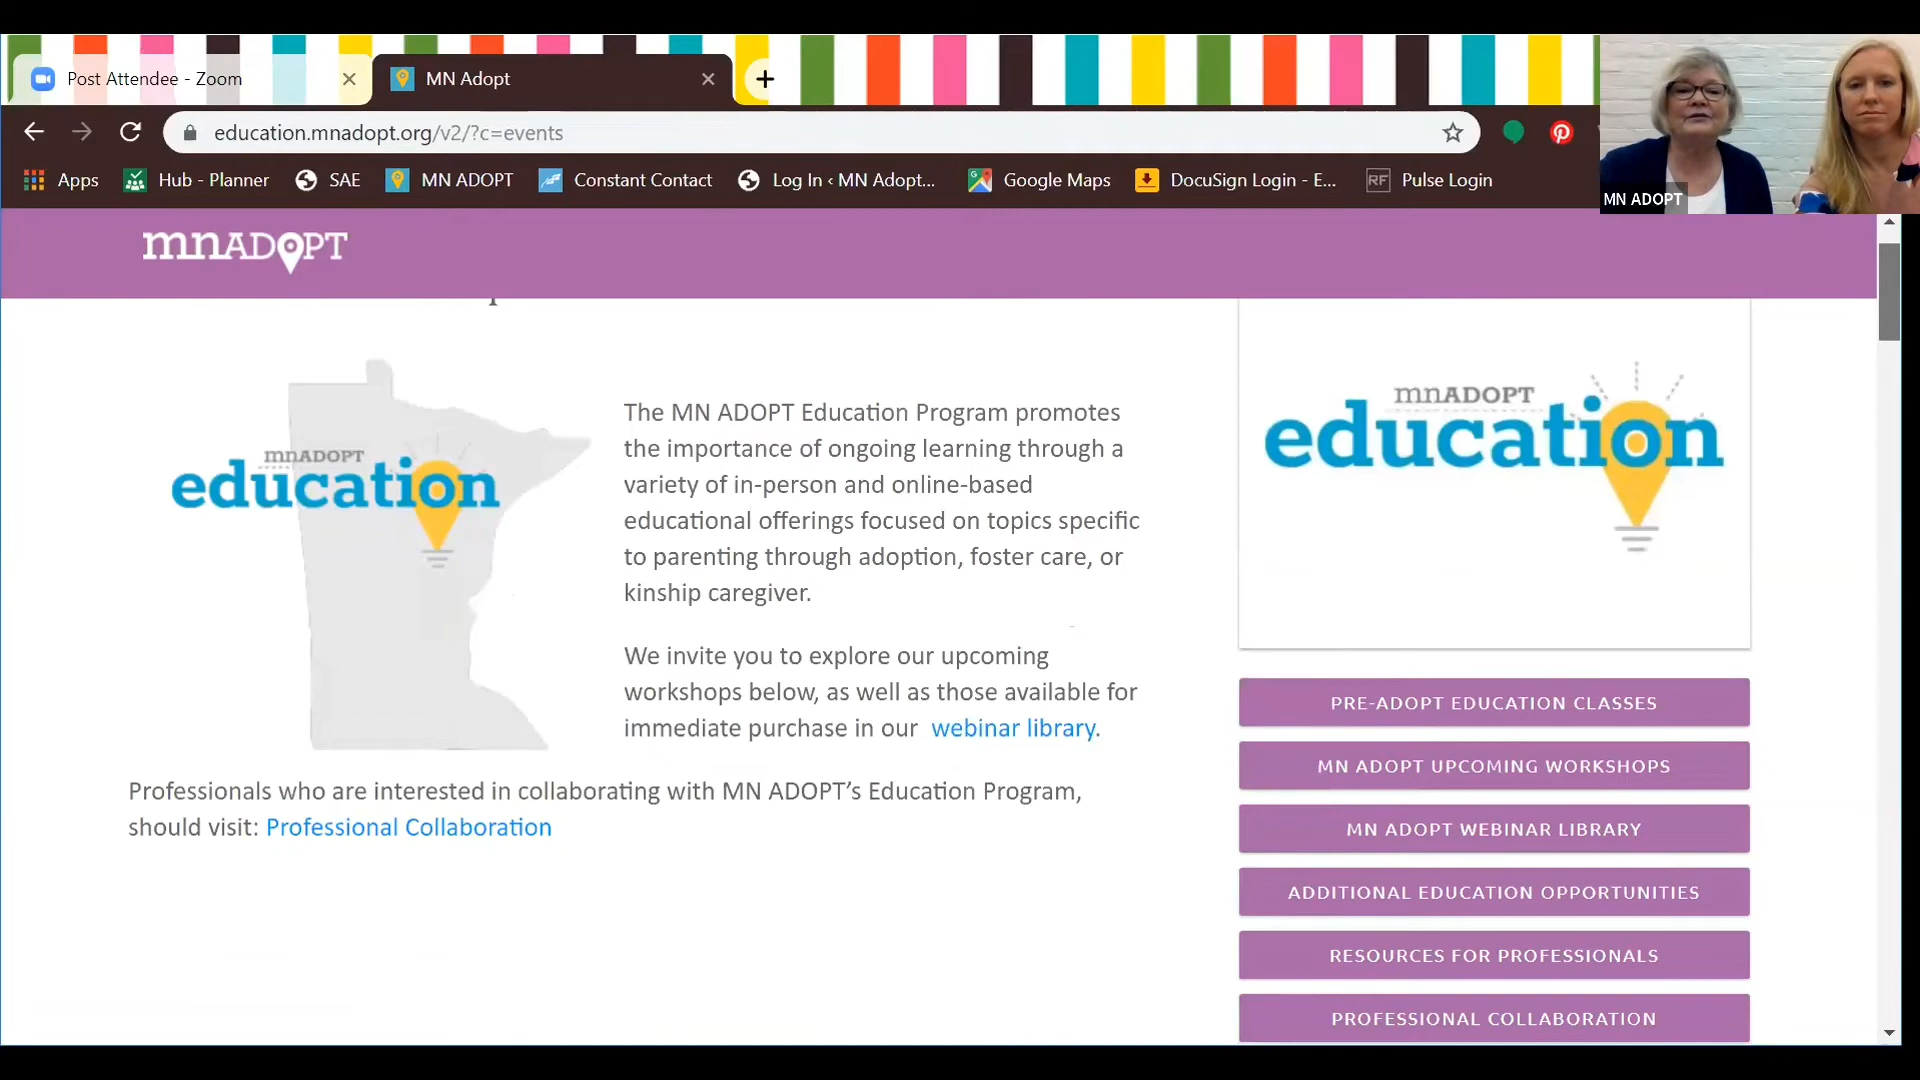 Post Attendee - Zoom
MN Adopt
education.mnadopt.org/v2/?c=events
Apps
Hub - Planner
SAE
MN ADOPT
Constant Contact
Log In ‹ MN Adopt...
Google Maps
DocuSign Login - E...
RF
Pulse Login
MN ADOPT
mnADOPT
mnADOPT
education
The MN ADOPT Education Program promotes
the importance of ongoing learning through a
variety of in-person and online-based
educational offerings focused on topics specific
to parenting through adoption, foster care, or
kinship caregiver.
We invite you to explore our upcoming
workshops below, as well as those available for
immediate purchase in our webinar library.
Professionals who are interested in collaborating with MN ADOPT's Education Program,
should visit: Professional Collaboration
mnADOPT
education
PRE-ADOPT EDUCATION CLASSES
MN ADOPT UPCOMING WORKSHOPS
MN ADOPT WEBINAR LIBRARY
ADDITIONAL EDUCATION OPPORTUNITIES
RESOURCES FOR PROFESSIONALS
PROFESSIONAL COLLABORATION